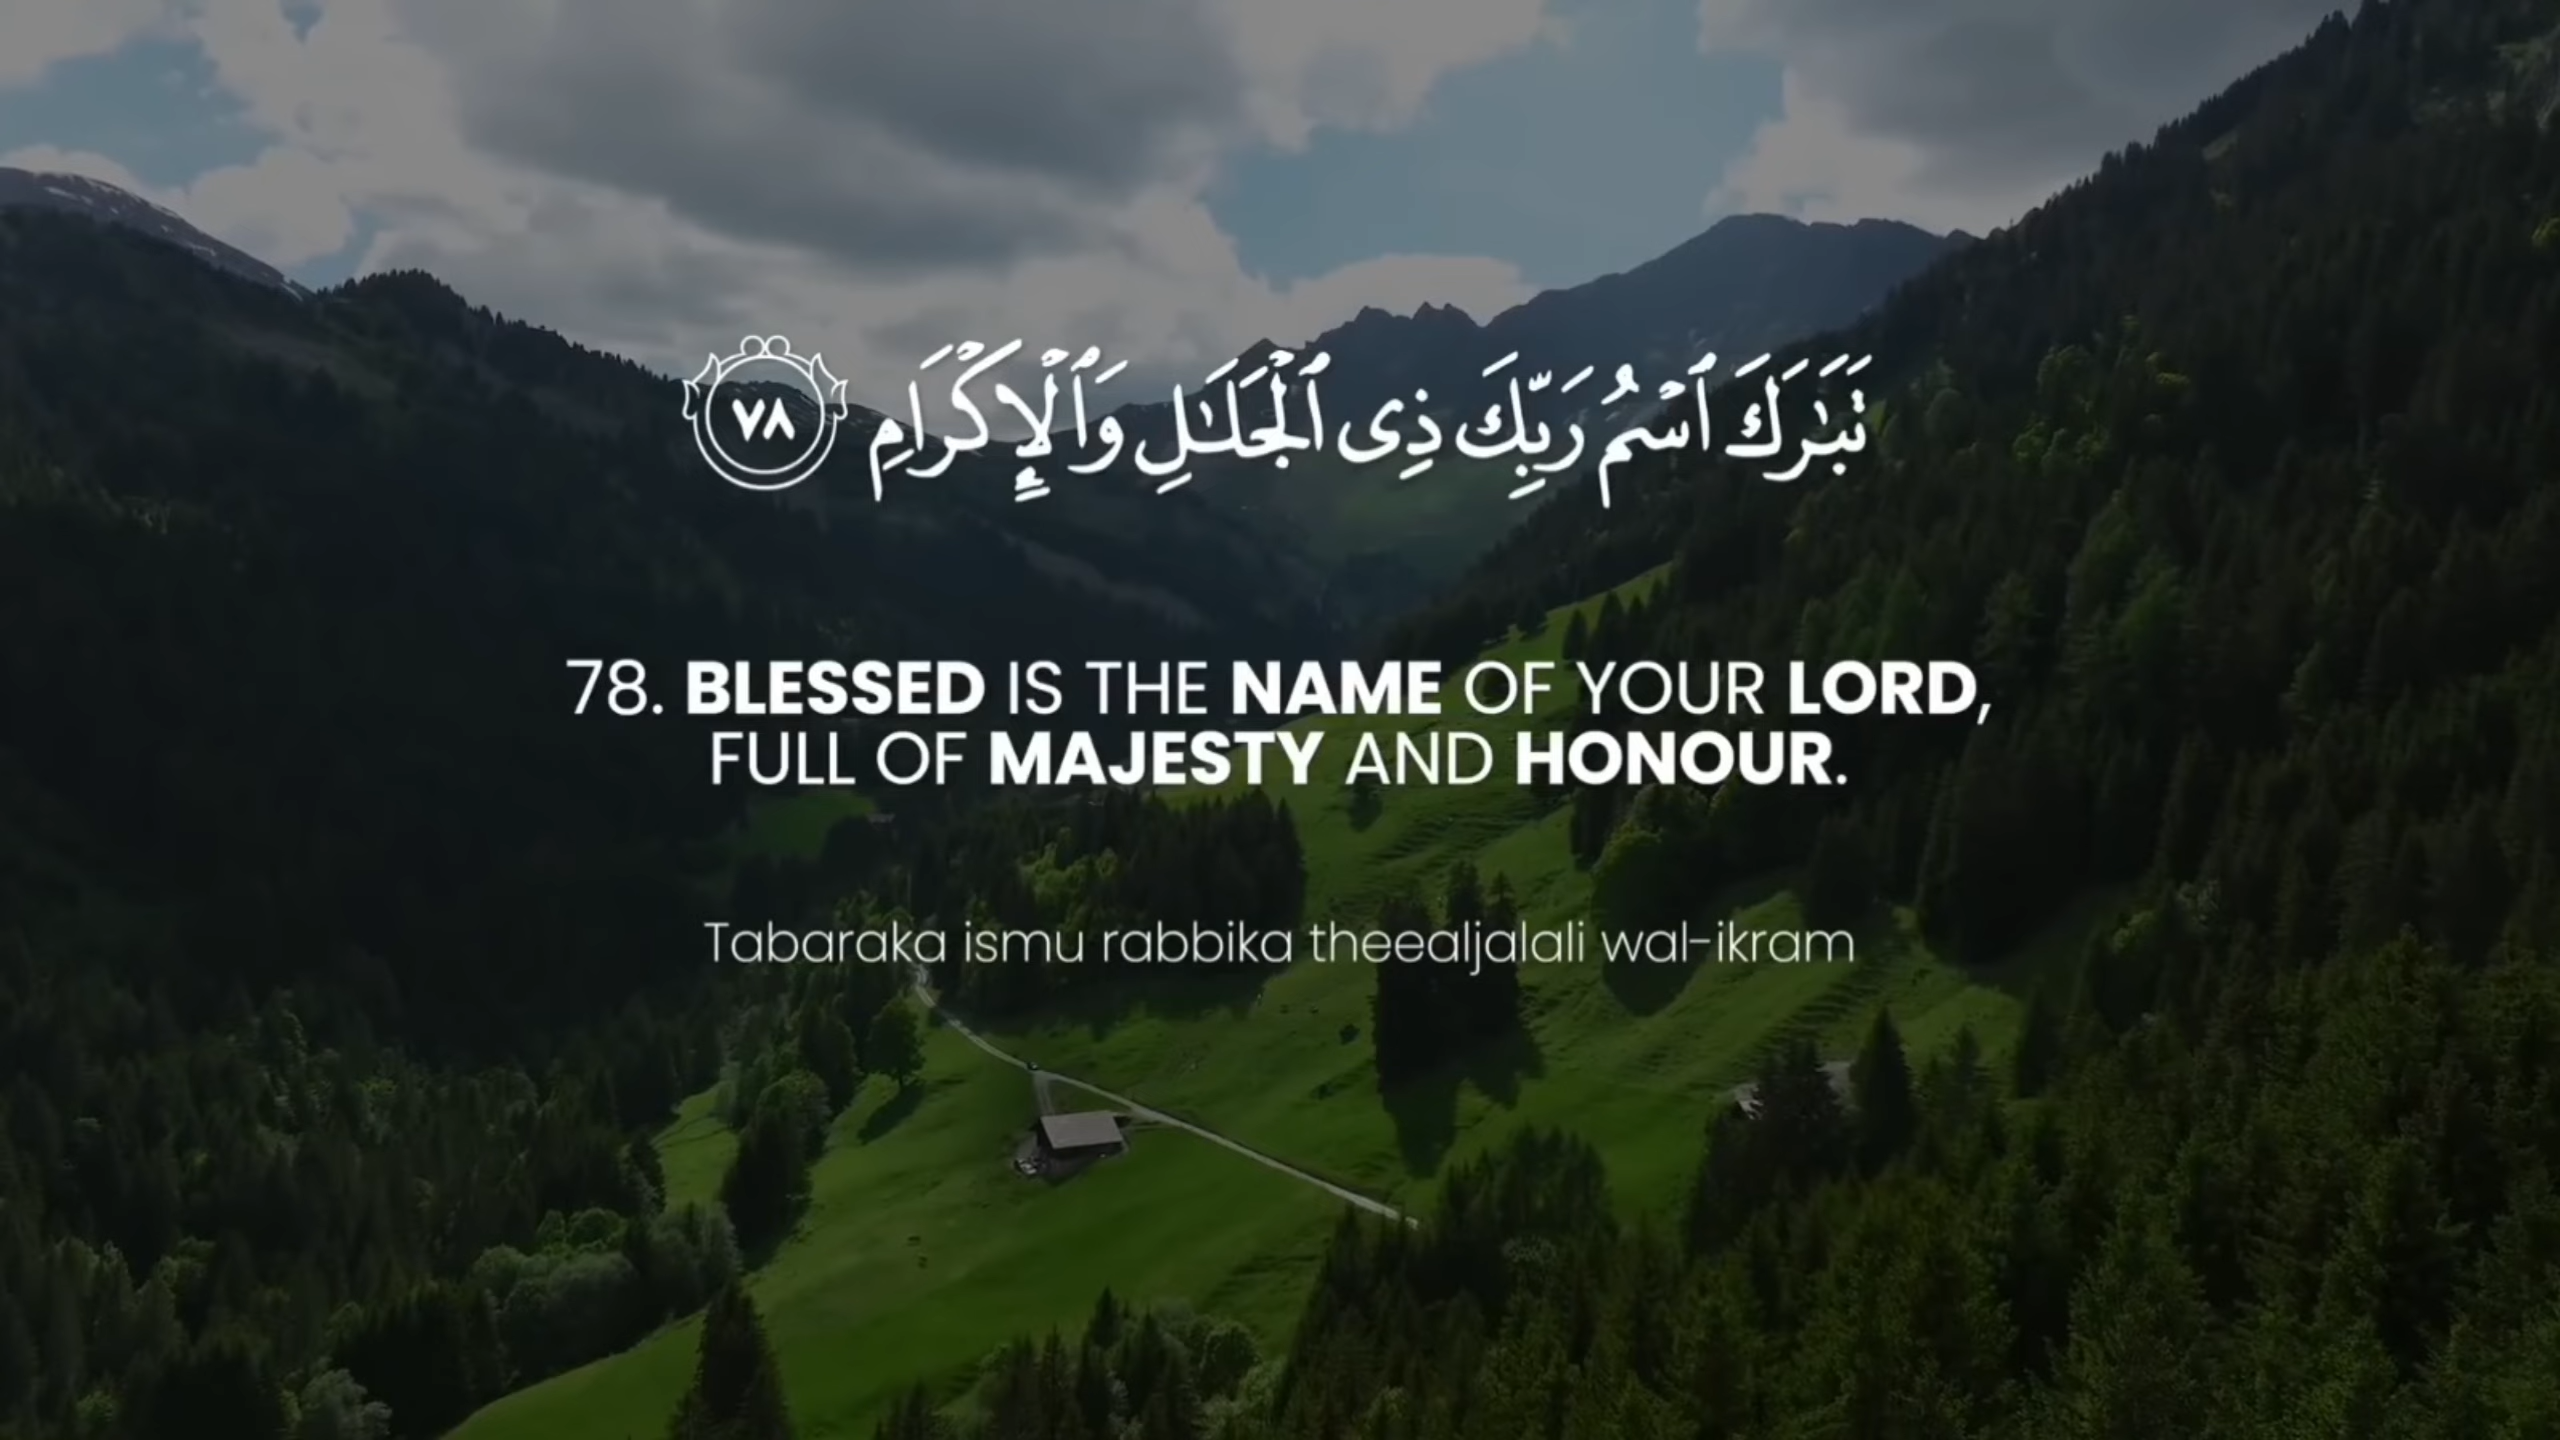 تَبَٰرَكَ ٱسْمُ رَبِّكَ ذِى ٱلْجَلَٰلِ وَٱلْإِكْرَامِ ٧٨
78. BLESSED IS THE NAME OF YOUR LORD,
FULL OF MAJESTY AND HONOUR.
Tabaraka ismu rabbika theealjalali wal-ikram